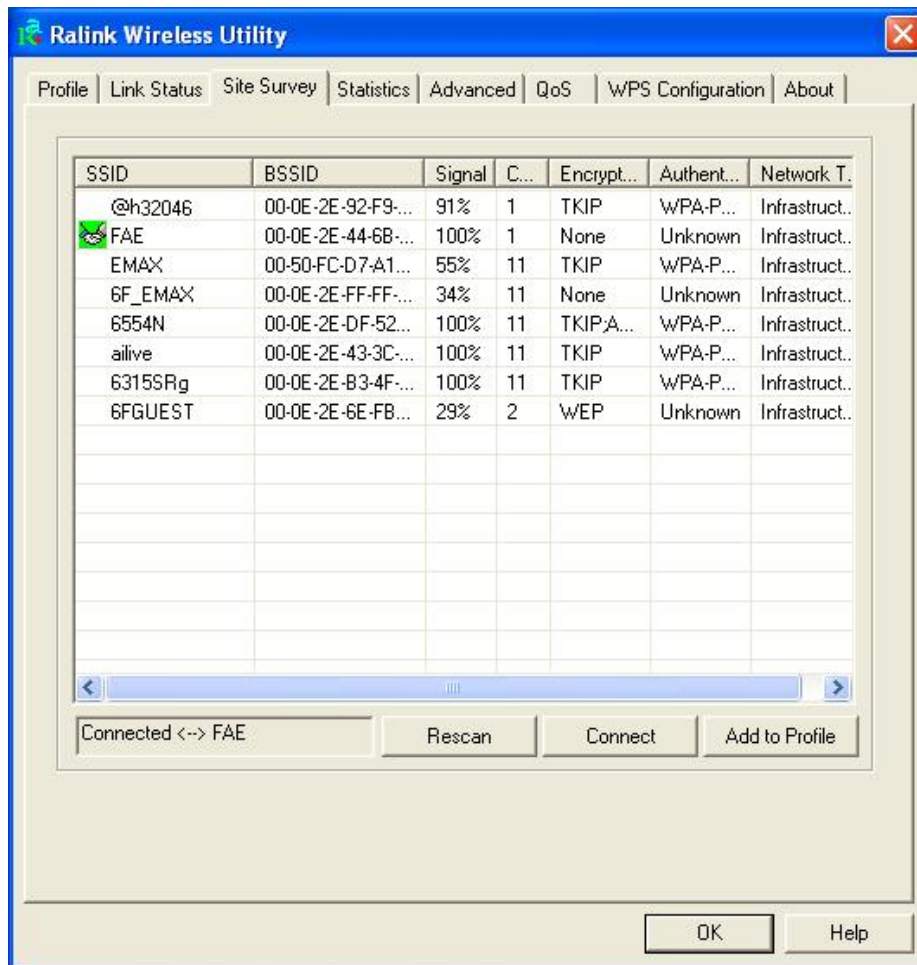 Ralink Wireless Utility
Profile Link Status Site Survey Statistics Advanced QoS WPS Configuration About
SSID BSSID Signal C... Encrypt... Authent... Network T.
@h32046 00-0E-2E-92-F9-... 91% 1 TKIP WPA-P... Infrastruct..
FAE 00-0E-2E-44-6B-... 100% 1 None Unknown Infrastruct..
EMAX 00-50-FC-D7-A1... 55% 11 TKIP WPA-P... Infrastruct..
6F_EMAX 00-0E-2E-FF-FF-... 34% 11 None Unknown Infrastruct..
6554N 00-0E-2E-DF-52... 100% 11 TKIP;A... WPA-P... Infrastruct..
ailive 00-0E-2E-43-3C-... 100% 11 TKIP WPA-P... Infrastruct..
6315SRg 00-0E-2E-B3-4F-... 100% 11 TKIP WPA-P... Infrastruct..
6FGUEST 00-0E-2E-6E-FB... 29% 2 WEP Unknown Infrastruct..
Connected <--> FAE Rescan Connect Add to Profile
OK Help